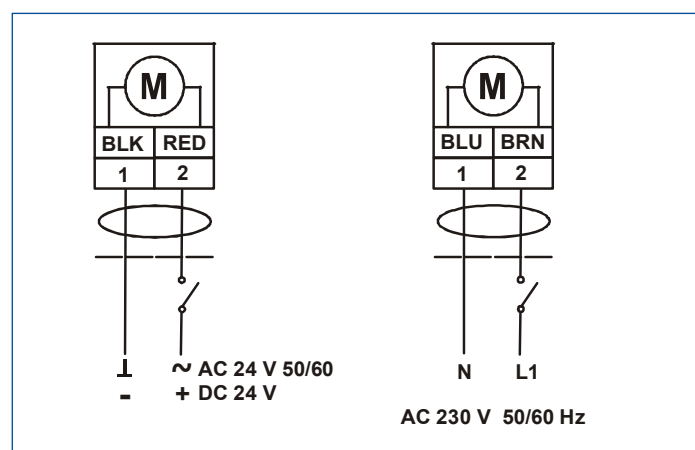 M
BLK RED
1 2
⊥ ~ AC 24 V 50/60
- + DC 24 V
M
BLU BRN
1 2
N L1
AC 230 V 50/60 Hz